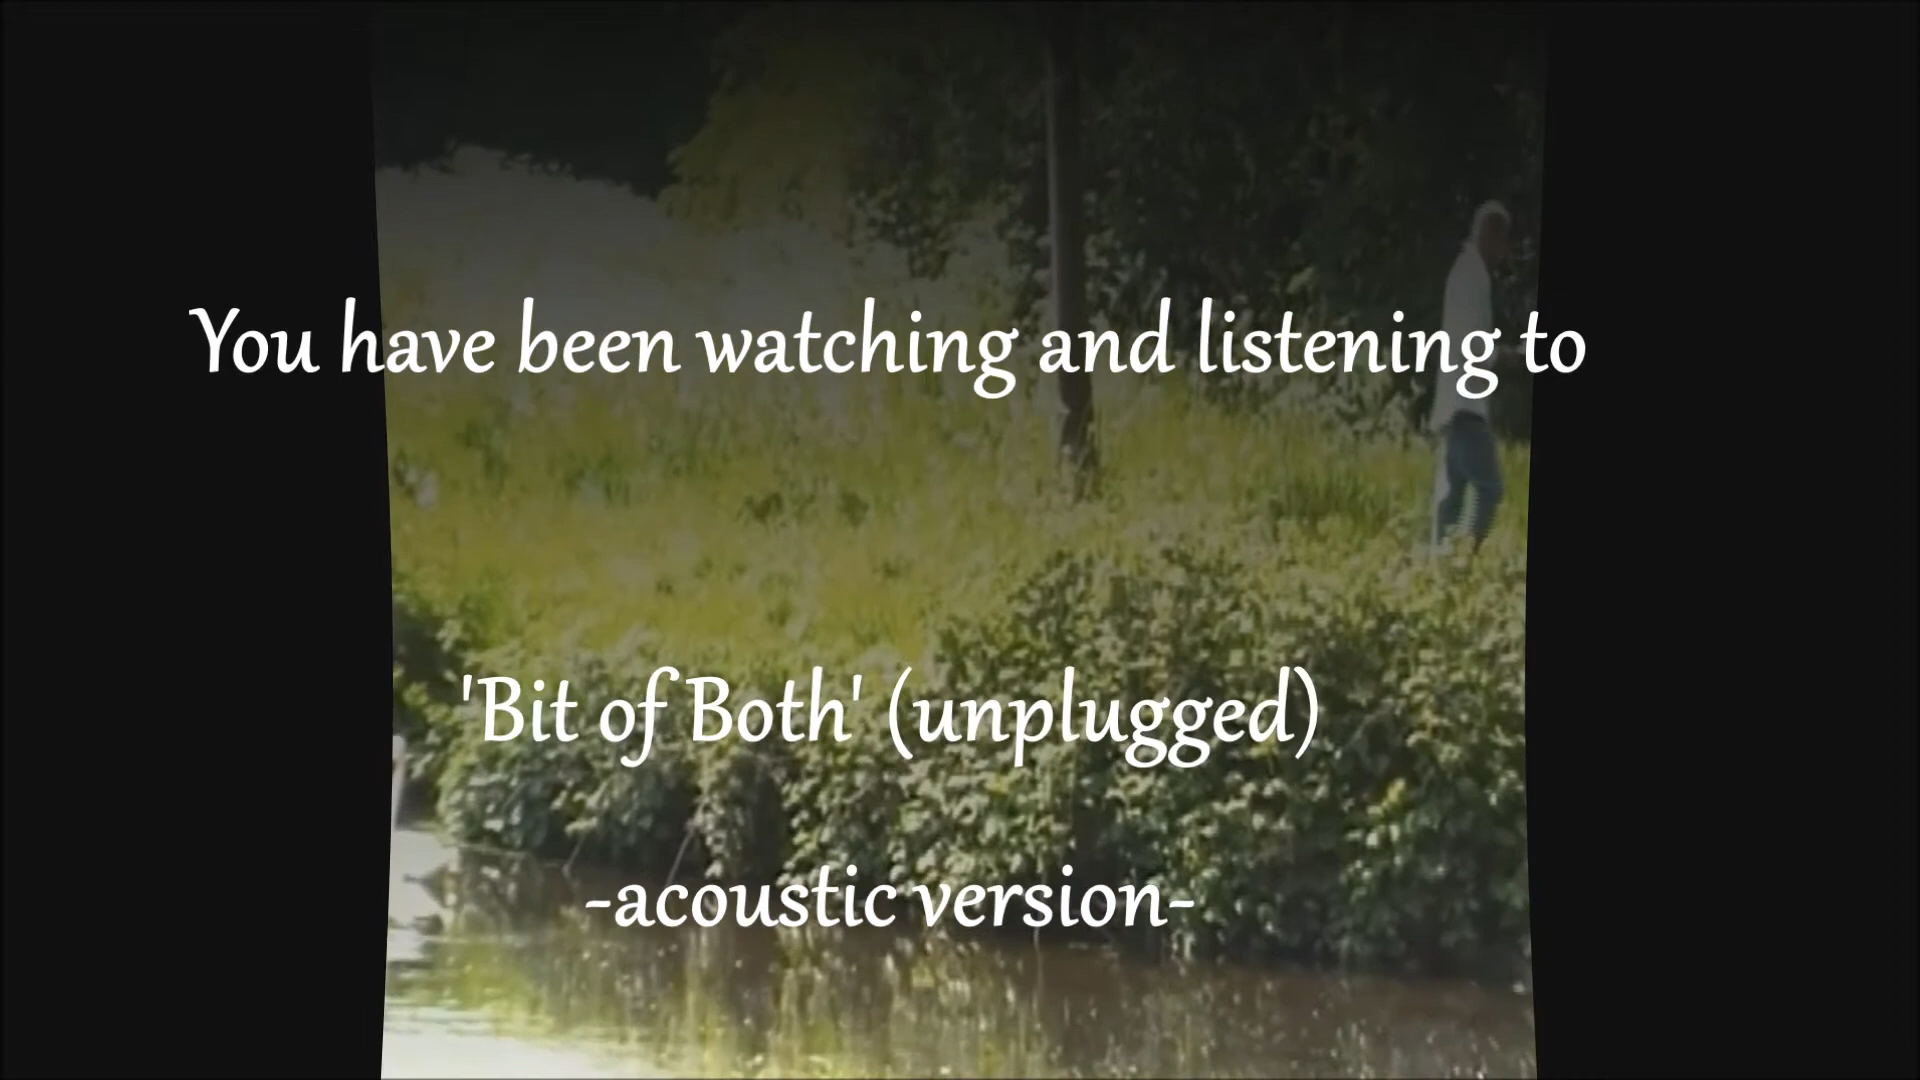 You have been watching and listening to
'Bit of Both' (unplugged)
-acoustic version-